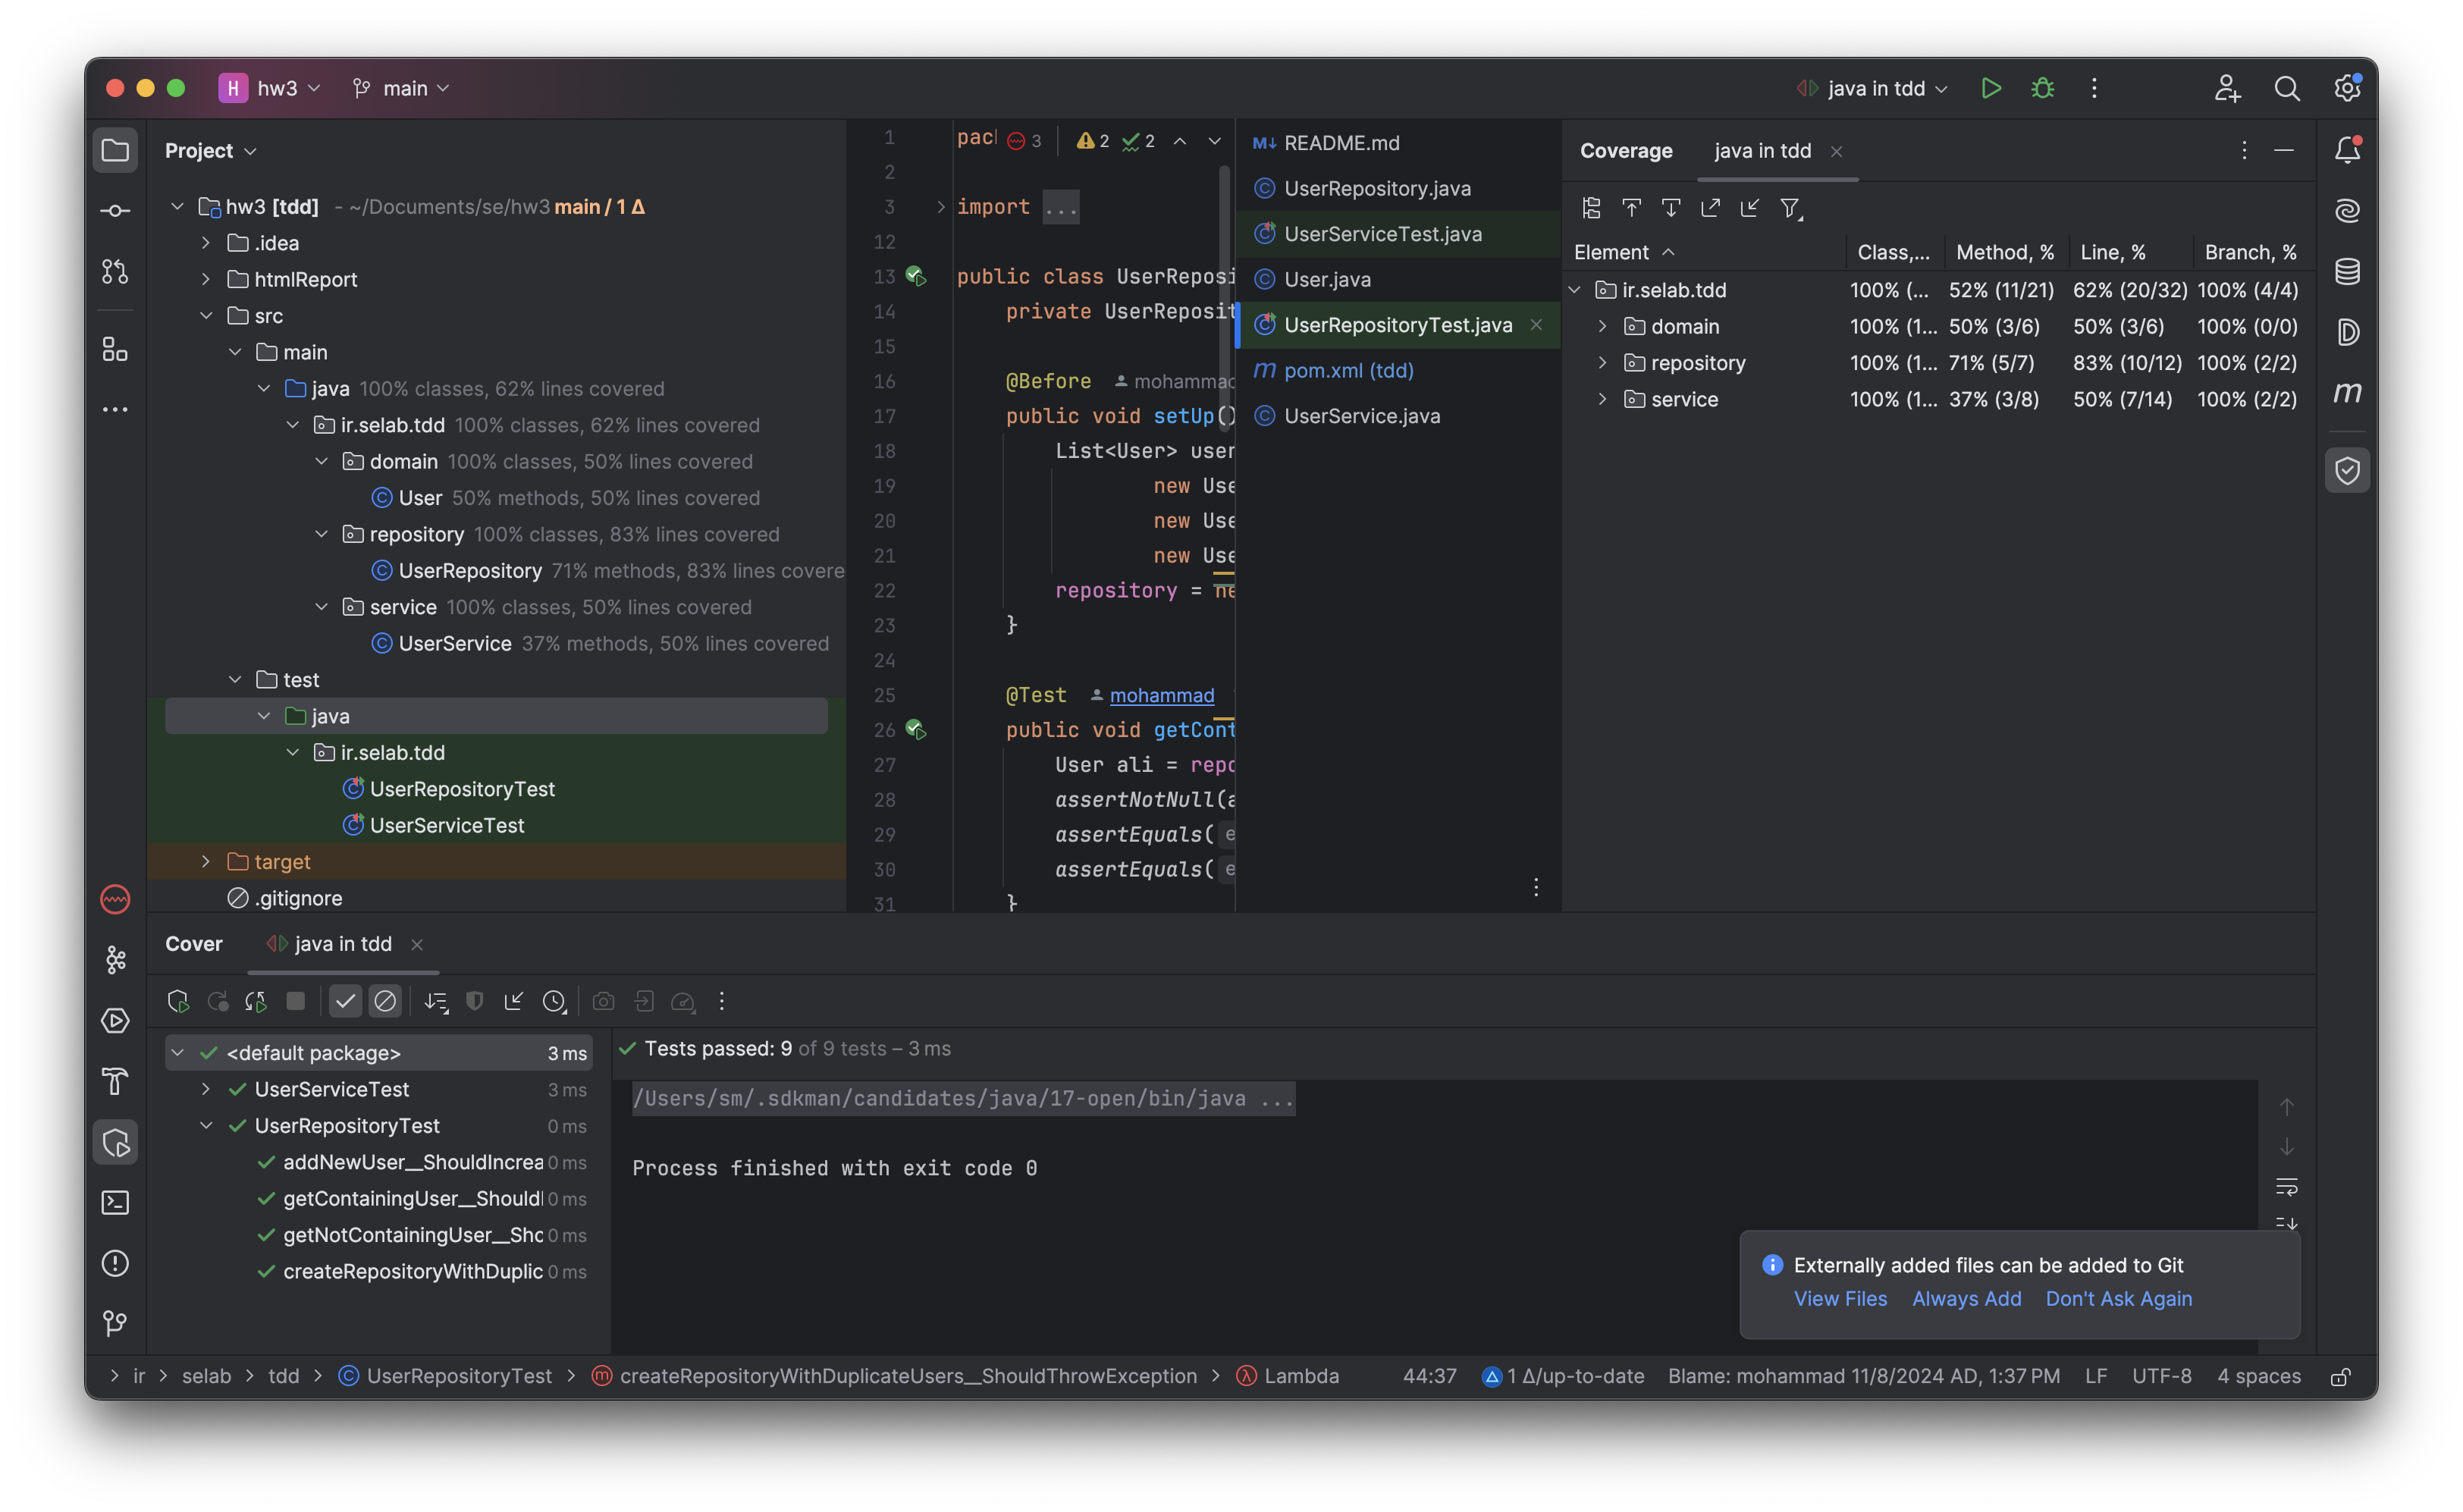 H hw3 main java in tdd
Project
hw3 [tdd] - ~/Documents/se/hw3 main / 1 Δ
.idea
htmlReport
src
main
java 100% classes, 62% lines covered
ir.selab.tdd 100% classes, 62% lines covered
domain 100% classes, 50% lines covered
User 50% methods, 50% lines covered
repository 100% classes, 83% lines covered
UserRepository 71% methods, 83% lines covere
service 100% classes, 50% lines covered
UserService 37% methods, 50% lines covered
test
java
ir.selab.tdd
UserRepositoryTest
UserServiceTest
target
.gitignore
3 2 2
1 pac
2
3 import ...
12
13 public class UserReposi
14 private UserReposit
15
16 @Before mohammad
17 public void setUp()
18 List<User> user
19 new Use
20 new Use
21 new Use
22 repository = ne
23 }
24
25 @Test mohammad
26 public void getCont
27 User ali = repo
28 assertNotNull(a
29 assertEquals( e
30 assertEquals( e
31 }
M↓ README.md
UserRepository.java
UserServiceTest.java
User.java
UserRepositoryTest.java
m pom.xml (tdd)
UserService.java
Coverage java in tdd
Element Class,... Method, % Line, % Branch, %
ir.selab.tdd 100% (... 52% (11/21) 62% (20/32) 100% (4/4)
domain 100% (1... 50% (3/6) 50% (3/6) 100% (0/0)
repository 100% (1... 71% (5/7) 83% (10/12) 100% (2/2)
service 100% (1... 37% (3/8) 50% (7/14) 100% (2/2)
Cover java in tdd
<default package> 3 ms
UserServiceTest 3 ms
UserRepositoryTest 0 ms
addNewUser__ShouldIncrea 0 ms
getContainingUser__Should 0 ms
getNotContainingUser__Sho 0 ms
createRepositoryWithDuplic 0 ms
Tests passed: 9 of 9 tests – 3 ms
/Users/sm/.sdkman/candidates/java/17-open/bin/java ...
Process finished with exit code 0
Externally added files can be added to Git
View Files Always Add Don't Ask Again
ir > selab > tdd > UserRepositoryTest > createRepositoryWithDuplicateUsers__ShouldThrowException > Lambda 44:37 1 Δ/up-to-date Blame: mohammad 11/8/2024 AD, 1:37 PM LF UTF-8 4 spaces